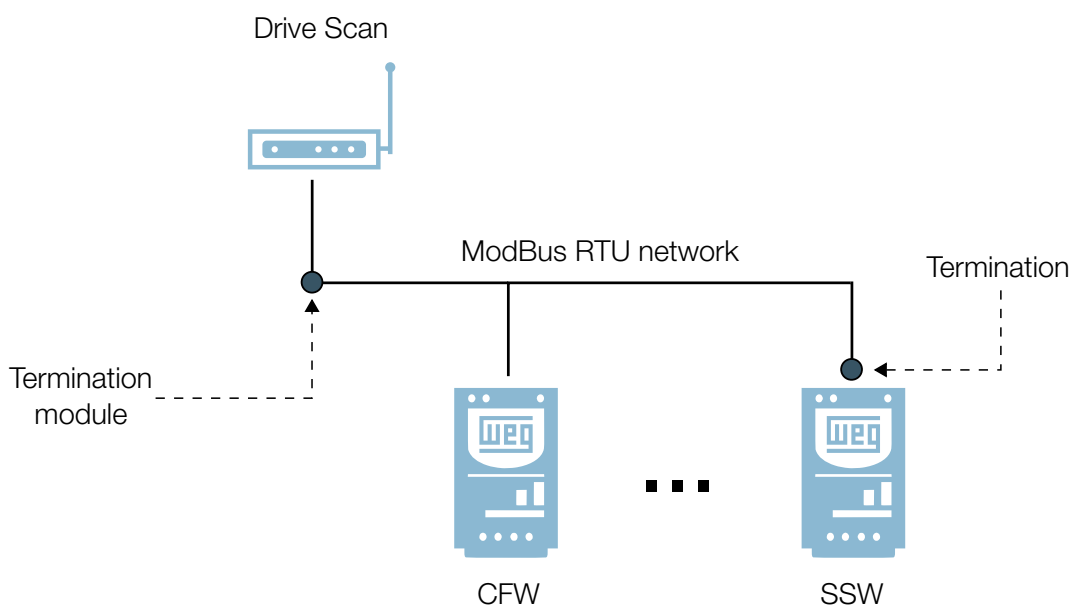 Drive Scan
ModBus RTU network
Termination
Termination
module
weg
weg
CFW
SSW